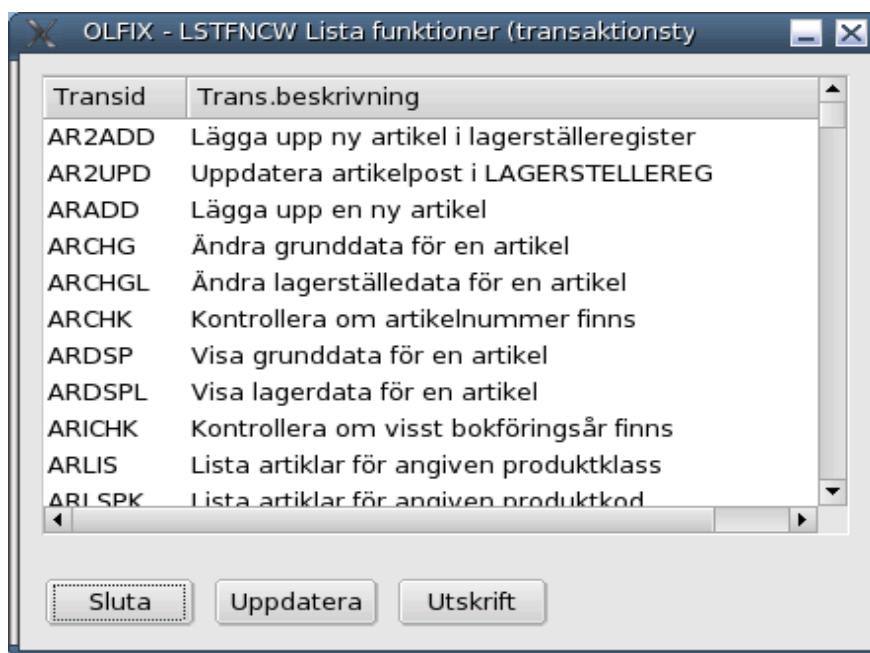 OLFIX - LSTFNCW Lista funktioner (transaktionsty
Transid Trans.beskrivning
AR2ADD Lägga upp ny artikel i lagerställeregister
AR2UPD Uppdatera artikelpost i LAGERSTELLEREG
ARADD Lägga upp en ny artikel
ARCHG Ändra grunddata för en artikel
ARCHGL Ändra lagerställedata för en artikel
ARCHK Kontrollera om artikelnummer finns
ARDSP Visa grunddata för en artikel
ARDSPL Visa lagerdata för en artikel
ARICHK Kontrollera om visst bokföringsår finns
ARLIS Lista artiklar för angiven produktklass
ARLSPK Lista artiklar för angiven produktkod
Sluta Uppdatera Utskrift